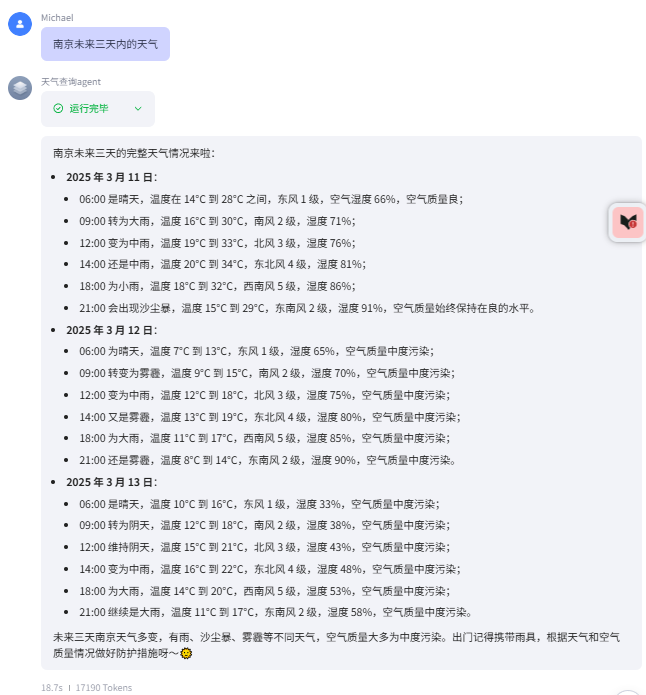 Michael
南京未来三天内的天气
天气查询agent
运行完毕
南京未来三天的完整天气情况来啦：
2025 年 3 月 11 日：
06:00 是晴天，温度在 14°C 到 28°C 之间，东风 1 级，空气湿度 66%，空气质量良；
09:00 转为大雨，温度 16°C 到 30°C，南风 2 级，湿度 71%；
12:00 变为中雨，温度 19°C 到 33°C，北风 3 级，湿度 76%；
14:00 还是中雨，温度 20°C 到 34°C，东北风 4 级，湿度 81%；
18:00 为小雨，温度 18°C 到 32°C，西南风 5 级，湿度 86%；
21:00 会出现沙尘暴，温度 15°C 到 29°C，东南风 2 级，湿度 91%，空气质量始终保持在良的水平。
2025 年 3 月 12 日：
06:00 为晴天，温度 7°C 到 13°C，东风 1 级，湿度 65%，空气质量中度污染；
09:00 转变为雾霾，温度 9°C 到 15°C，南风 2 级，湿度 70%，空气质量中度污染；
12:00 变为中雨，温度 12°C 到 18°C，北风 3 级，湿度 75%，空气质量中度污染；
14:00 又是雾霾，温度 13°C 到 19°C，东北风 4 级，湿度 80%，空气质量中度污染；
18:00 为大雨，温度 11°C 到 17°C，西南风 5 级，湿度 85%，空气质量中度污染；
21:00 还是雾霾，温度 8°C 到 14°C，东南风 2 级，湿度 90%，空气质量中度污染。
2025 年 3 月 13 日：
06:00 是晴天，温度 10°C 到 16°C，东风 1 级，湿度 33%，空气质量中度污染；
09:00 转为阴天，温度 12°C 到 18°C，南风 2 级，湿度 38%，空气质量中度污染；
12:00 维持阴天，温度 15°C 到 21°C，北风 3 级，湿度 43%，空气质量中度污染；
14:00 变为中雨，温度 16°C 到 22°C，东北风 4 级，湿度 48%，空气质量中度污染；
18:00 为大雨，温度 14°C 到 20°C，西南风 5 级，湿度 53%，空气质量中度污染；
21:00 继续是大雨，温度 11°C 到 17°C，东南风 2 级，湿度 58%，空气质量中度污染。
未来三天南京天气多变，有雨、沙尘暴、雾霾等不同天气，空气质量大多为中度污染。出门记得携带雨具，根据天气和空气
质量情况做好防护措施呀～🌞
18.7s | 17190 Tokens